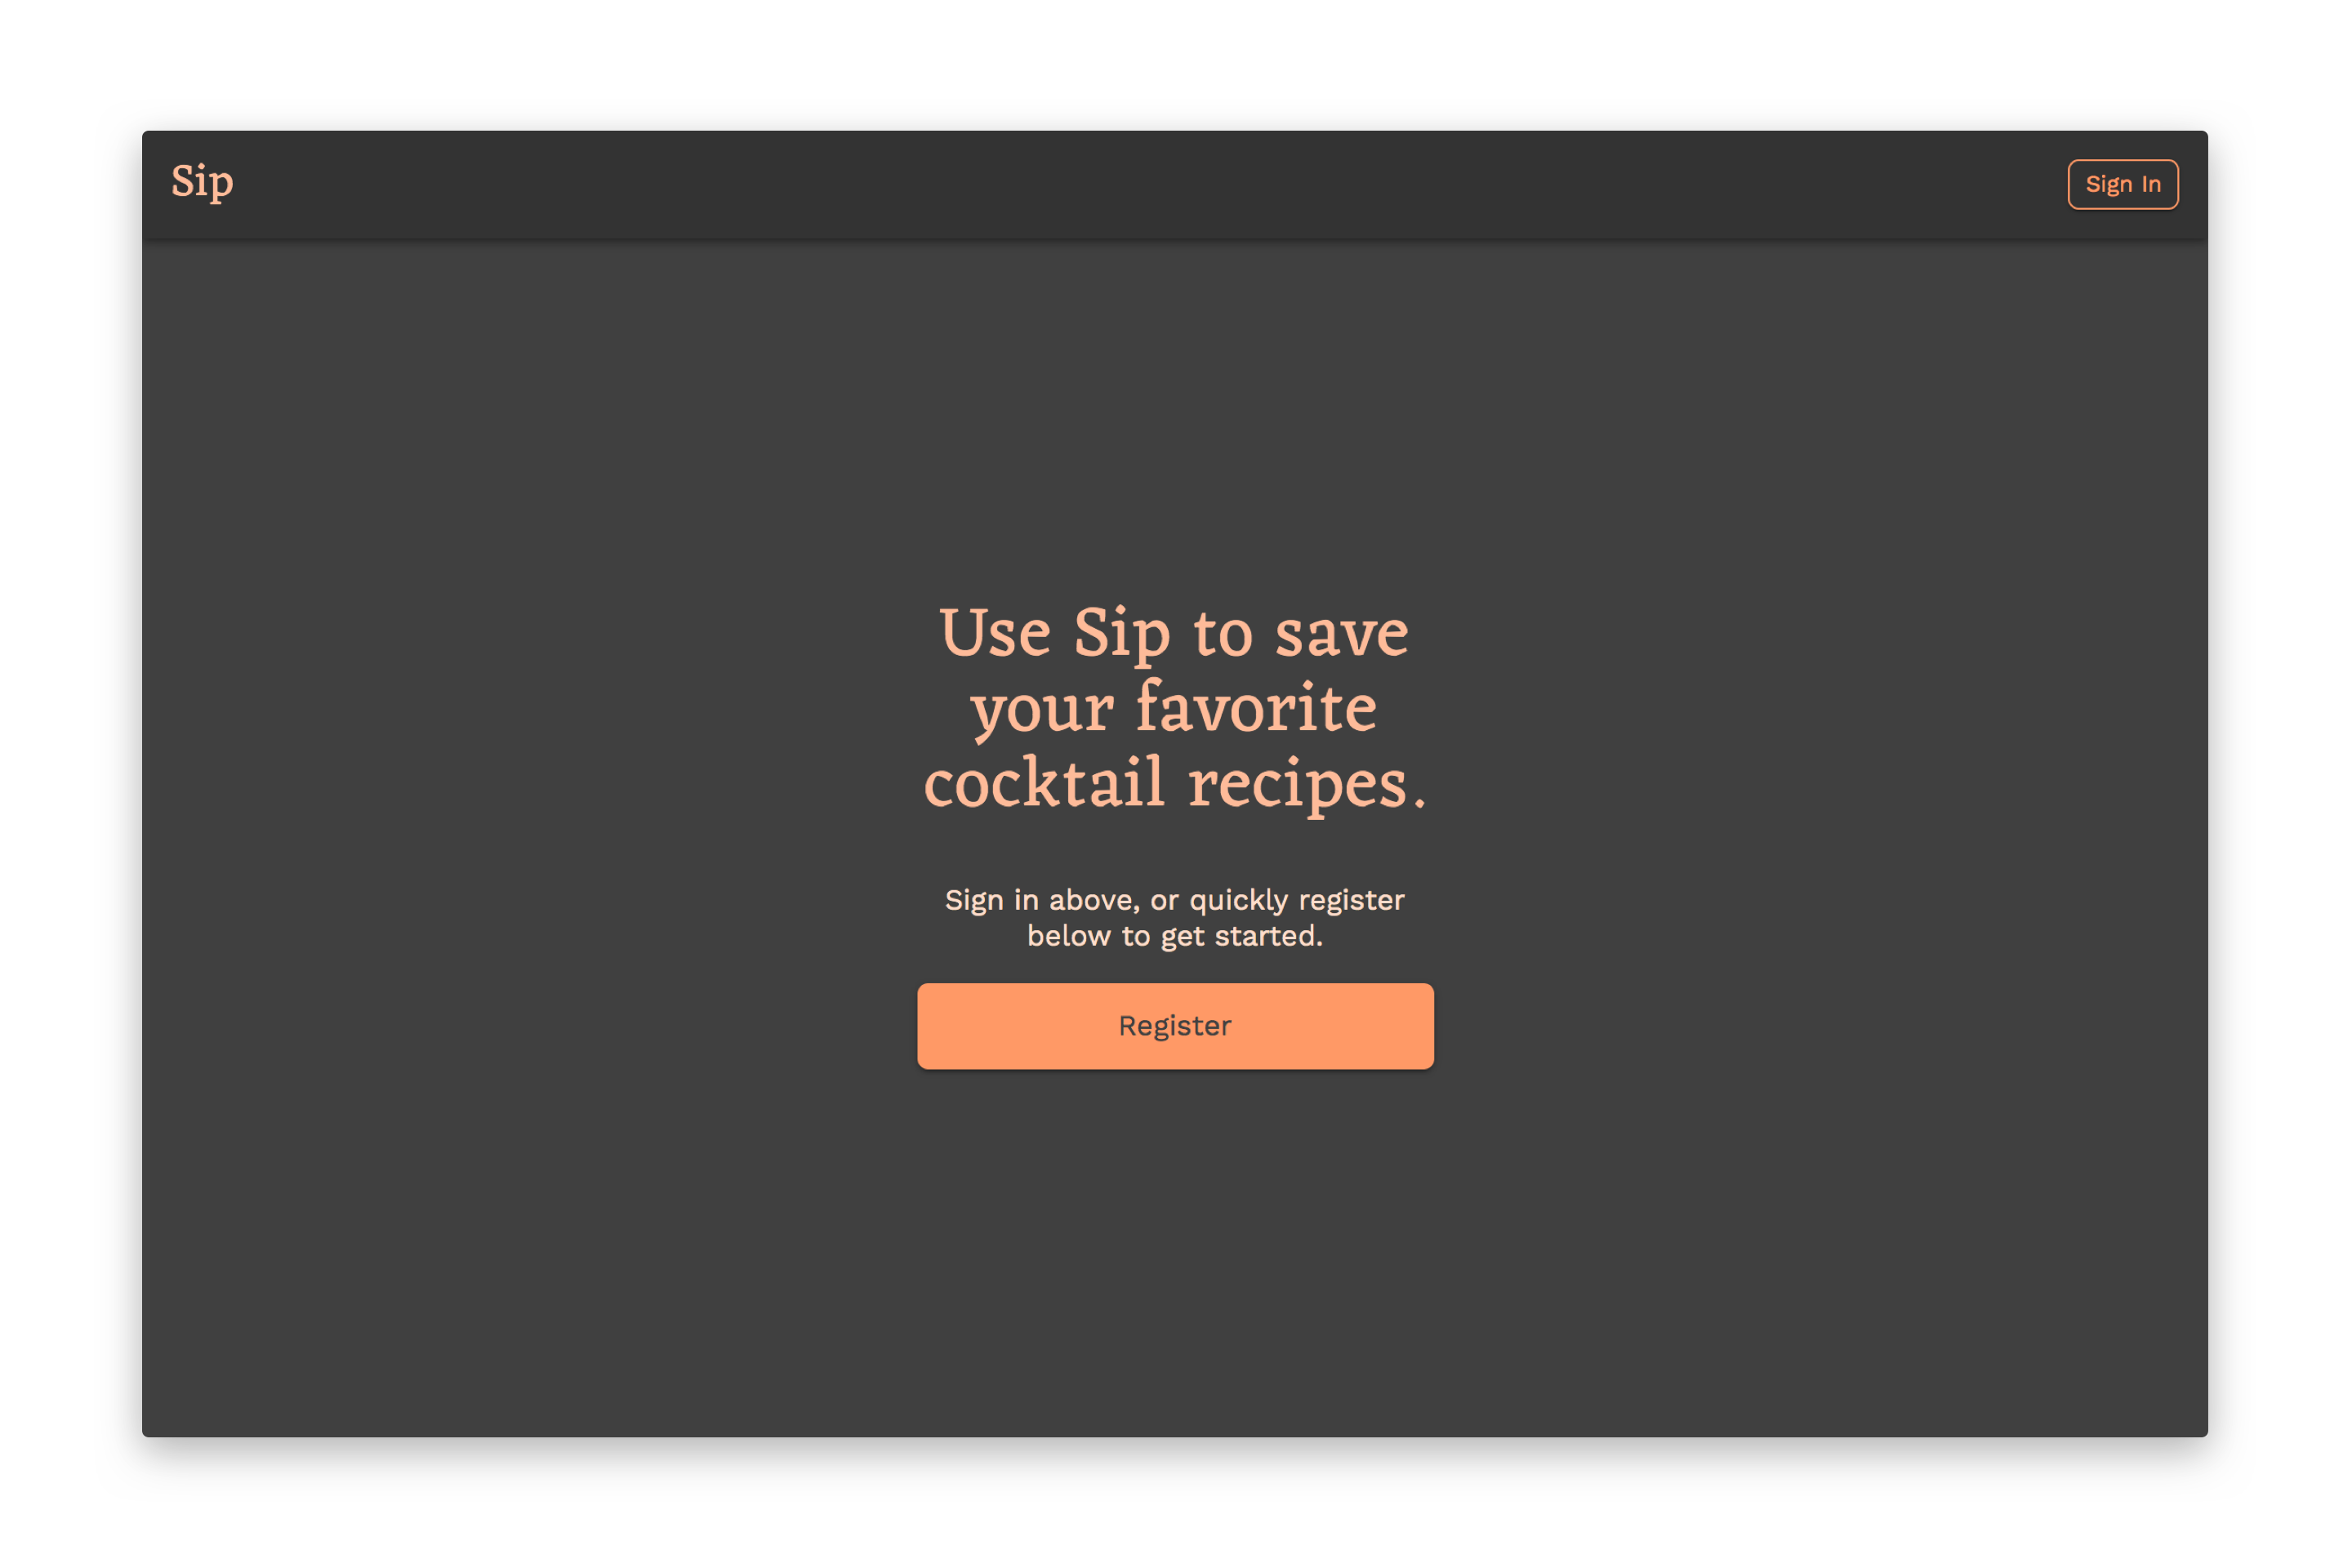 Sip
Sign In
Use Sip to save
your favorite
cocktail recipes.
Sign in above, or quickly register
below to get started.
Register